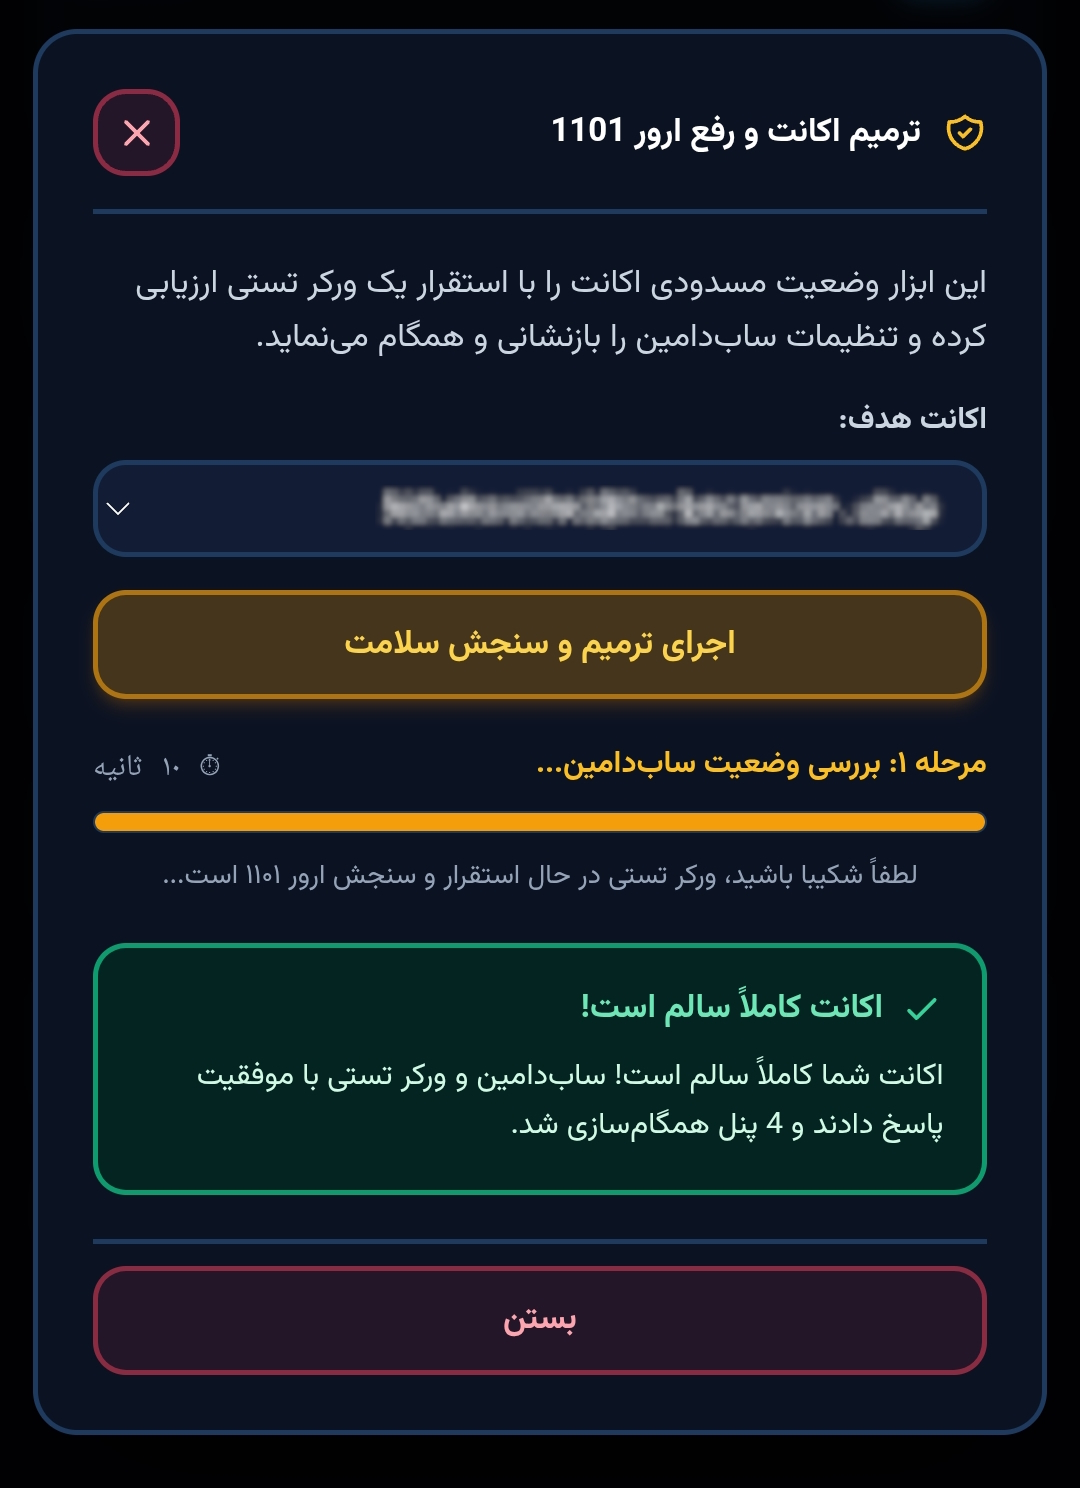 ترمیم اکانت و رفع ارور 1101
این ابزار وضعیت مسدودی اکانت را با استقرار یک ورکر تستی ارزیابی
کرده و تنظیمات ساب‌دامین را بازنشانی و همگام می‌نماید.
اکانت هدف:
اجرای ترمیم و سنجش سلامت
مرحله ۱: بررسی وضعیت ساب‌دامین...
⏱ ۱۰ ثانیه
لطفاً شکیبا باشید، ورکر تستی در حال استقرار و سنجش ارور ۱۱۰۱ است...
اکانت کاملاً سالم است!
اکانت شما کاملاً سالم است! ساب‌دامین و ورکر تستی با موفقیت
پاسخ دادند و 4 پنل همگام‌سازی شد.
بستن